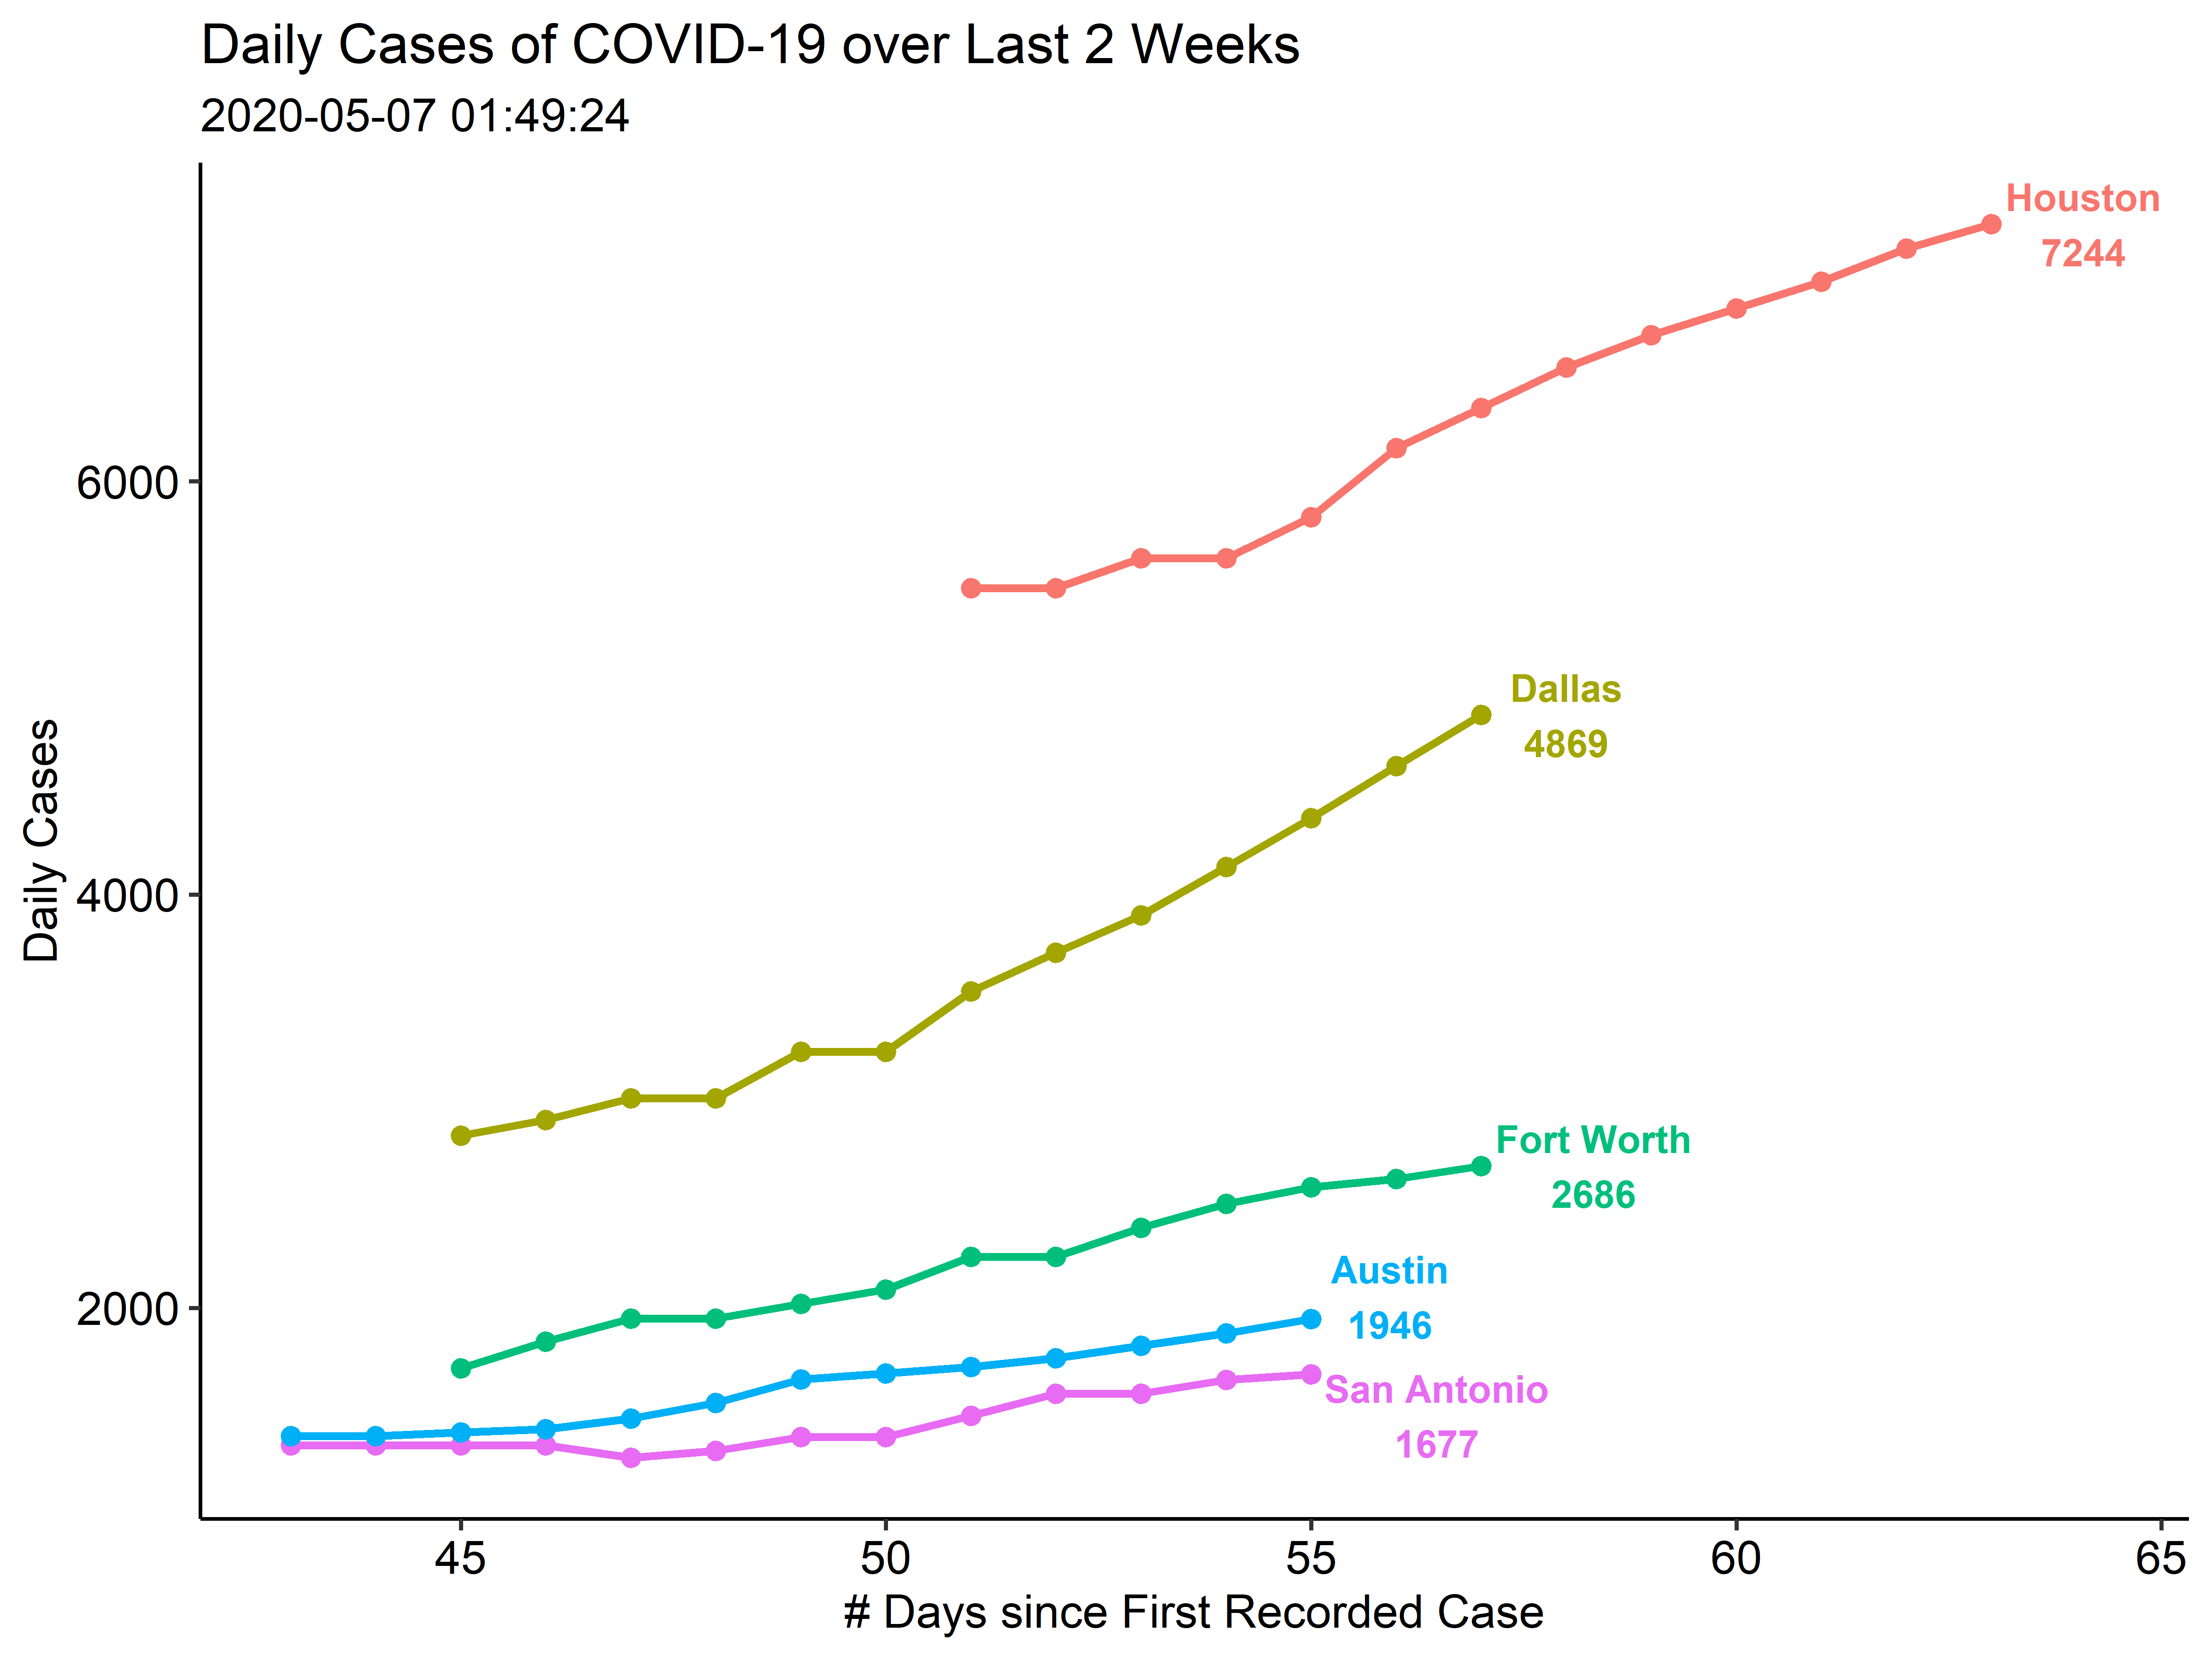 Daily Cases of COVID-19 over Last 2 Weeks
2020-05-07 01:49:24
Houston
7244
6000
Dallas
4869
Daily Cases
4000
Fort Worth
2686
Austin
2000
1946
San Antonio
1677
45 50 55 60 65
# Days since First Recorded Case